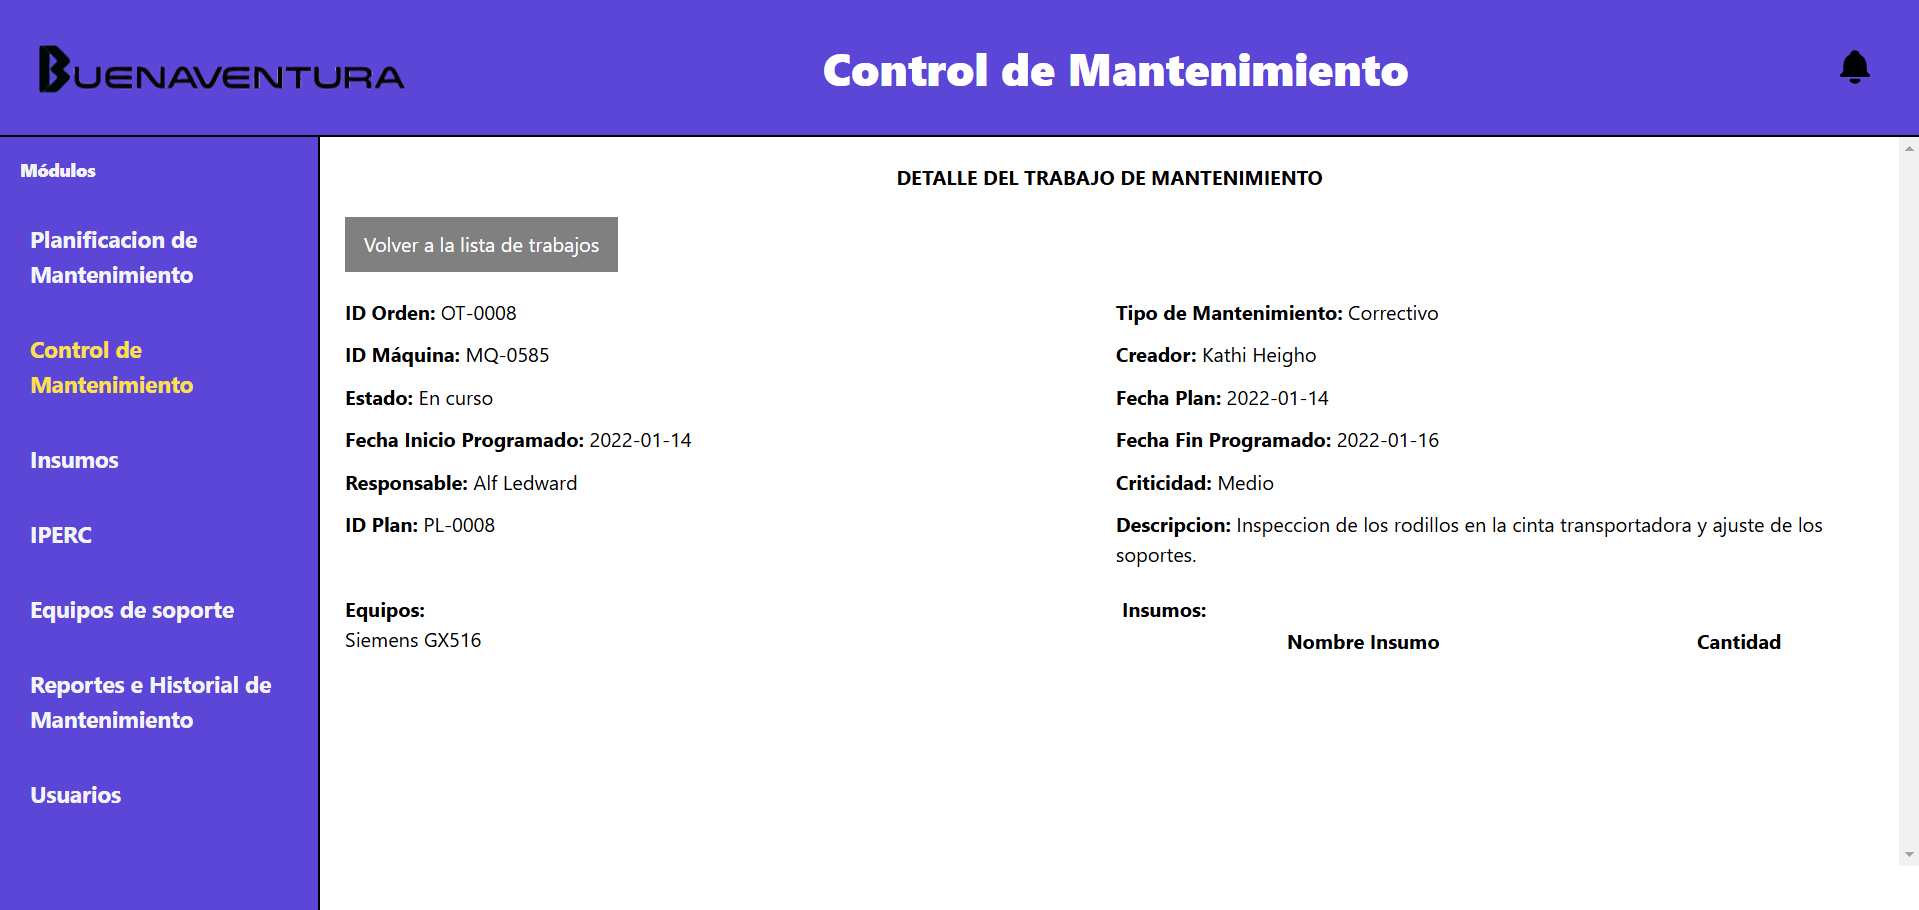 BUENAVENTURA
Control de Mantenimiento
Módulos
Planificacion de
Mantenimiento
Control de
Mantenimiento
Insumos
IPERC
Equipos de soporte
Reportes e Historial de
Mantenimiento
Usuarios
DETALLE DEL TRABAJO DE MANTENIMIENTO
Volver a la lista de trabajos
ID Orden: OT-0008
Tipo de Mantenimiento: Correctivo
ID Máquina: MQ-0585
Creador: Kathi Heigho
Estado: En curso
Fecha Plan: 2022-01-14
Fecha Inicio Programado: 2022-01-14
Fecha Fin Programado: 2022-01-16
Responsable: Alf Ledward
Criticidad: Medio
ID Plan: PL-0008
Descripcion: Inspeccion de los rodillos en la cinta transportadora y ajuste de los
soportes.
Equipos:
Siemens GX516
Insumos:
Nombre Insumo Cantidad